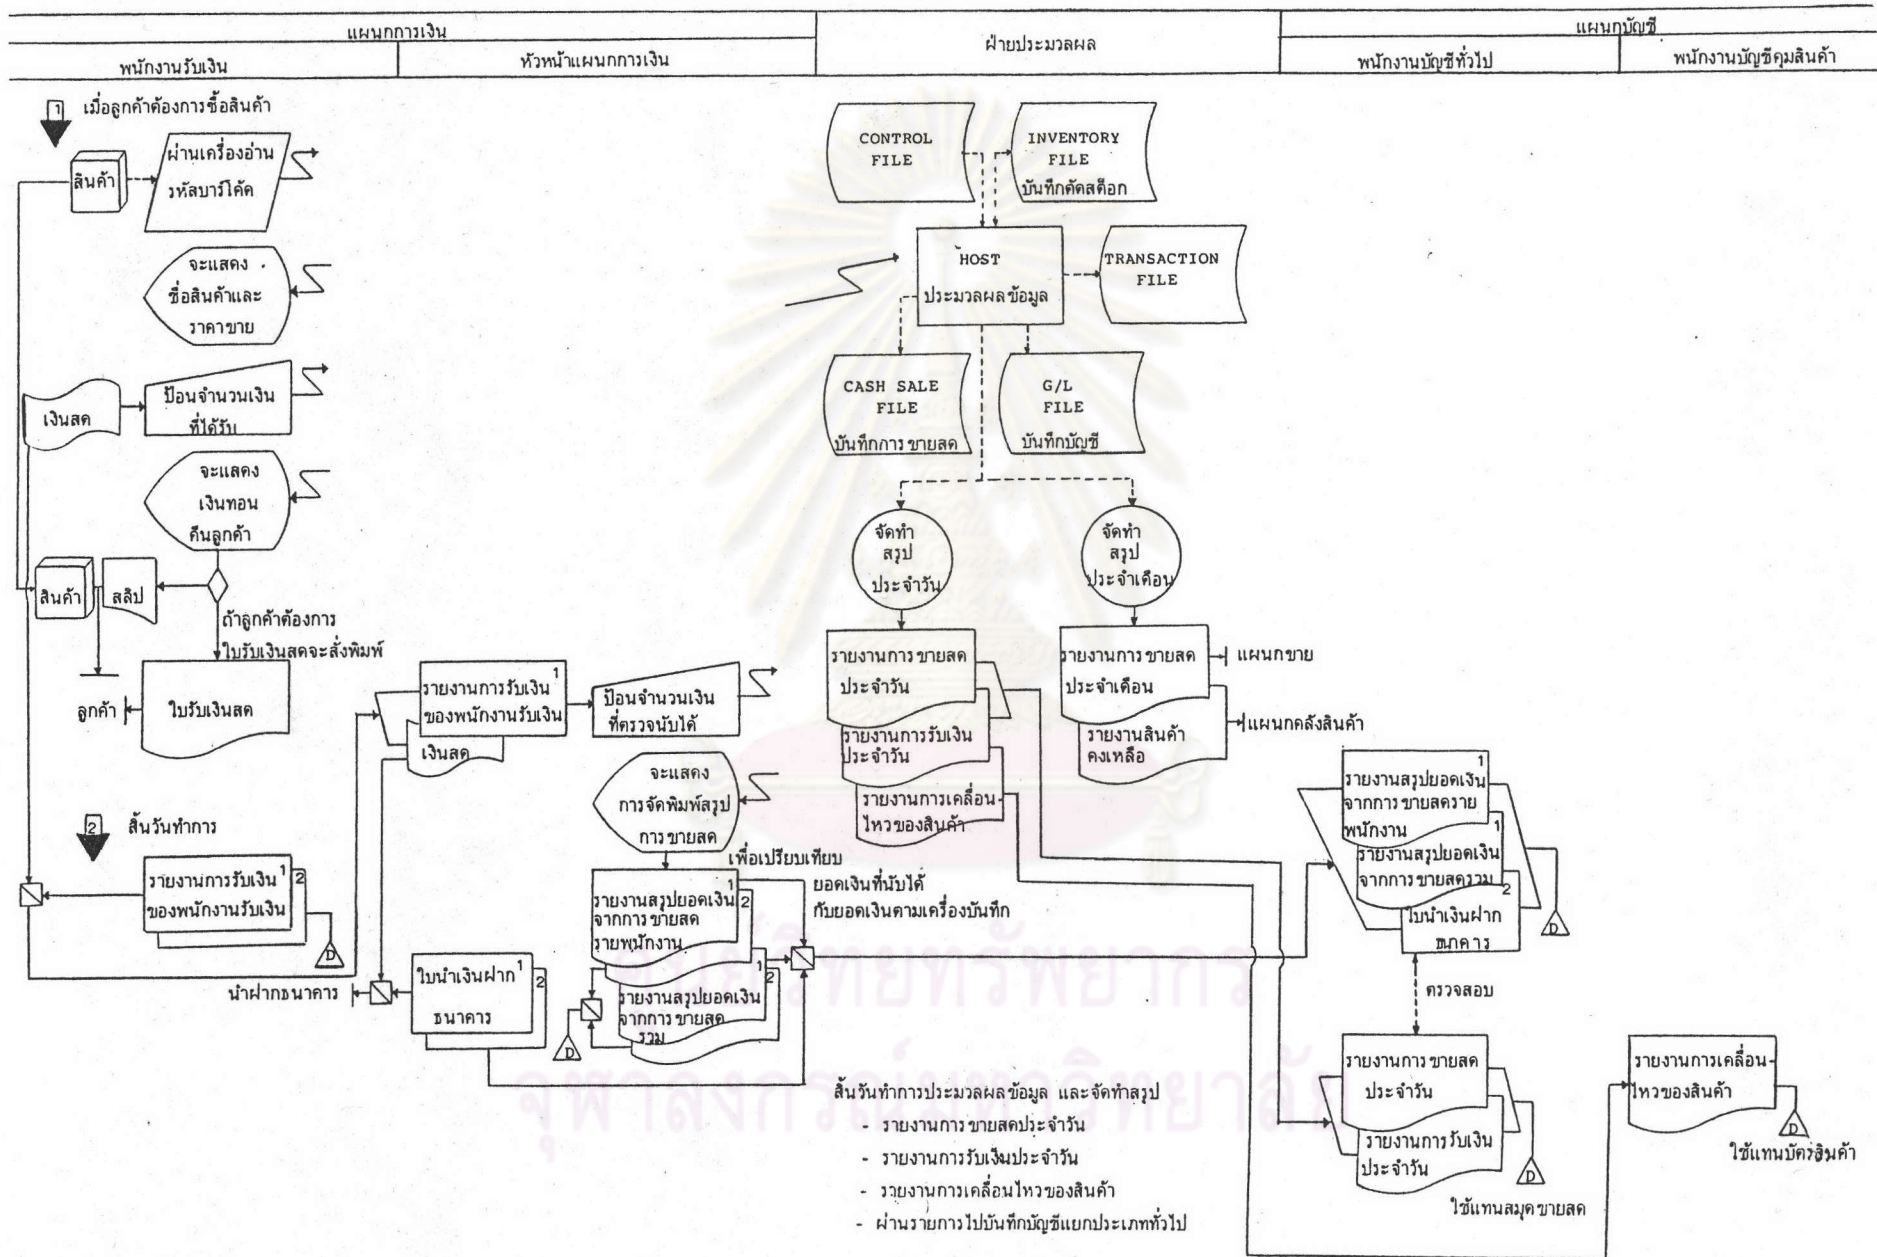 แผนกการเงิน
ฝ่ายประมวลผล
แผนกบัญชี
พนักงานรับเงิน
หัวหน้าแผนกการเงิน
พนักงานบัญชีทั่วไป
พนักงานบัญชีคุมสินค้า
1
เมื่อลูกค้าต้องการซื้อสินค้า
สินค้า
ผ่านเครื่องอ่าน
รหัสบาร์โค้ด
จะแสดง
ชื่อสินค้าและ
ราคาขาย
เงินสด
ป้อนจำนวนเงิน
ที่ได้รับ
จะแสดง
เงินทอน
คืนลูกค้า
สินค้า
สลิป
ถ้าลูกค้าต้องการ
ใบรับเงินสดจะสั่งพิมพ์
ลูกค้า
ใบรับเงินสด
2
สิ้นวันทำการ
รายงานการรับเงิน 1
ของพนักงานรับเงิน
2
D
นำฝากธนาคาร
รายงานการรับเงิน 1
ของพนักงานรับเงิน
เงินสด
ป้อนจำนวนเงิน
ที่ตรวจนับได้
จะแสดง
การจัดพิมพ์สรุป
การขายสด
เพื่อเปรียบเทียบ
ยอดเงินที่นับได้
กับยอดเงินตามเครื่องบันทึก
1
รายงานสรุปยอดเงิน
จากการขายสด
รายพนักงาน
2
1
รายงานสรุปยอดเงิน
จากการขายสด
รวม
2
D
ใบนำเงินฝาก 1
ธนาคาร
2
CONTROL
FILE
INVENTORY
FILE
บันทึกตัดสต็อก
HOST
ประมวลผลข้อมูล
TRANSACTION
FILE
CASH SALE
FILE
บันทึกการขายสด
G/L
FILE
บันทึกบัญชี
จัดทำ
สรุป
ประจำวัน
จัดทำ
สรุป
ประจำเดือน
รายงานการขายสด
ประจำวัน
รายงานการรับเงิน
ประจำวัน
รายงานการเคลื่อน-
ไหวของสินค้า
รายงานการขายสด
ประจำเดือน
แผนกขาย
รายงานสินค้า
คงเหลือ
แผนกคลังสินค้า
สิ้นวันทำการประมวลผลข้อมูล และจัดทำสรุป
- รายงานการขายสดประจำวัน
- รายงานการรับเงินประจำวัน
- รายงานการเคลื่อนไหวของสินค้า
- ผ่านรายการไปบันทึกบัญชีแยกประเภททั่วไป
1
รายงานสรุปยอดเงิน
จากการขายสดราย
พนักงาน
1
รายงานสรุปยอดเงิน
จากการขายสดรวม
2
ใบนำเงินฝาก
ธนาคาร
D
ตรวจสอบ
รายงานการขายสด
ประจำวัน
รายงานการรับเงิน
ประจำวัน
D
ใช้แทนสมุดขายสด
รายงานการเคลื่อน-
ไหวของสินค้า
D
ใช้แทนบัตรสินค้า
ศูนย์วิทยทรัพยากร
จุฬาลงกรณ์มหาวิทยาลัย